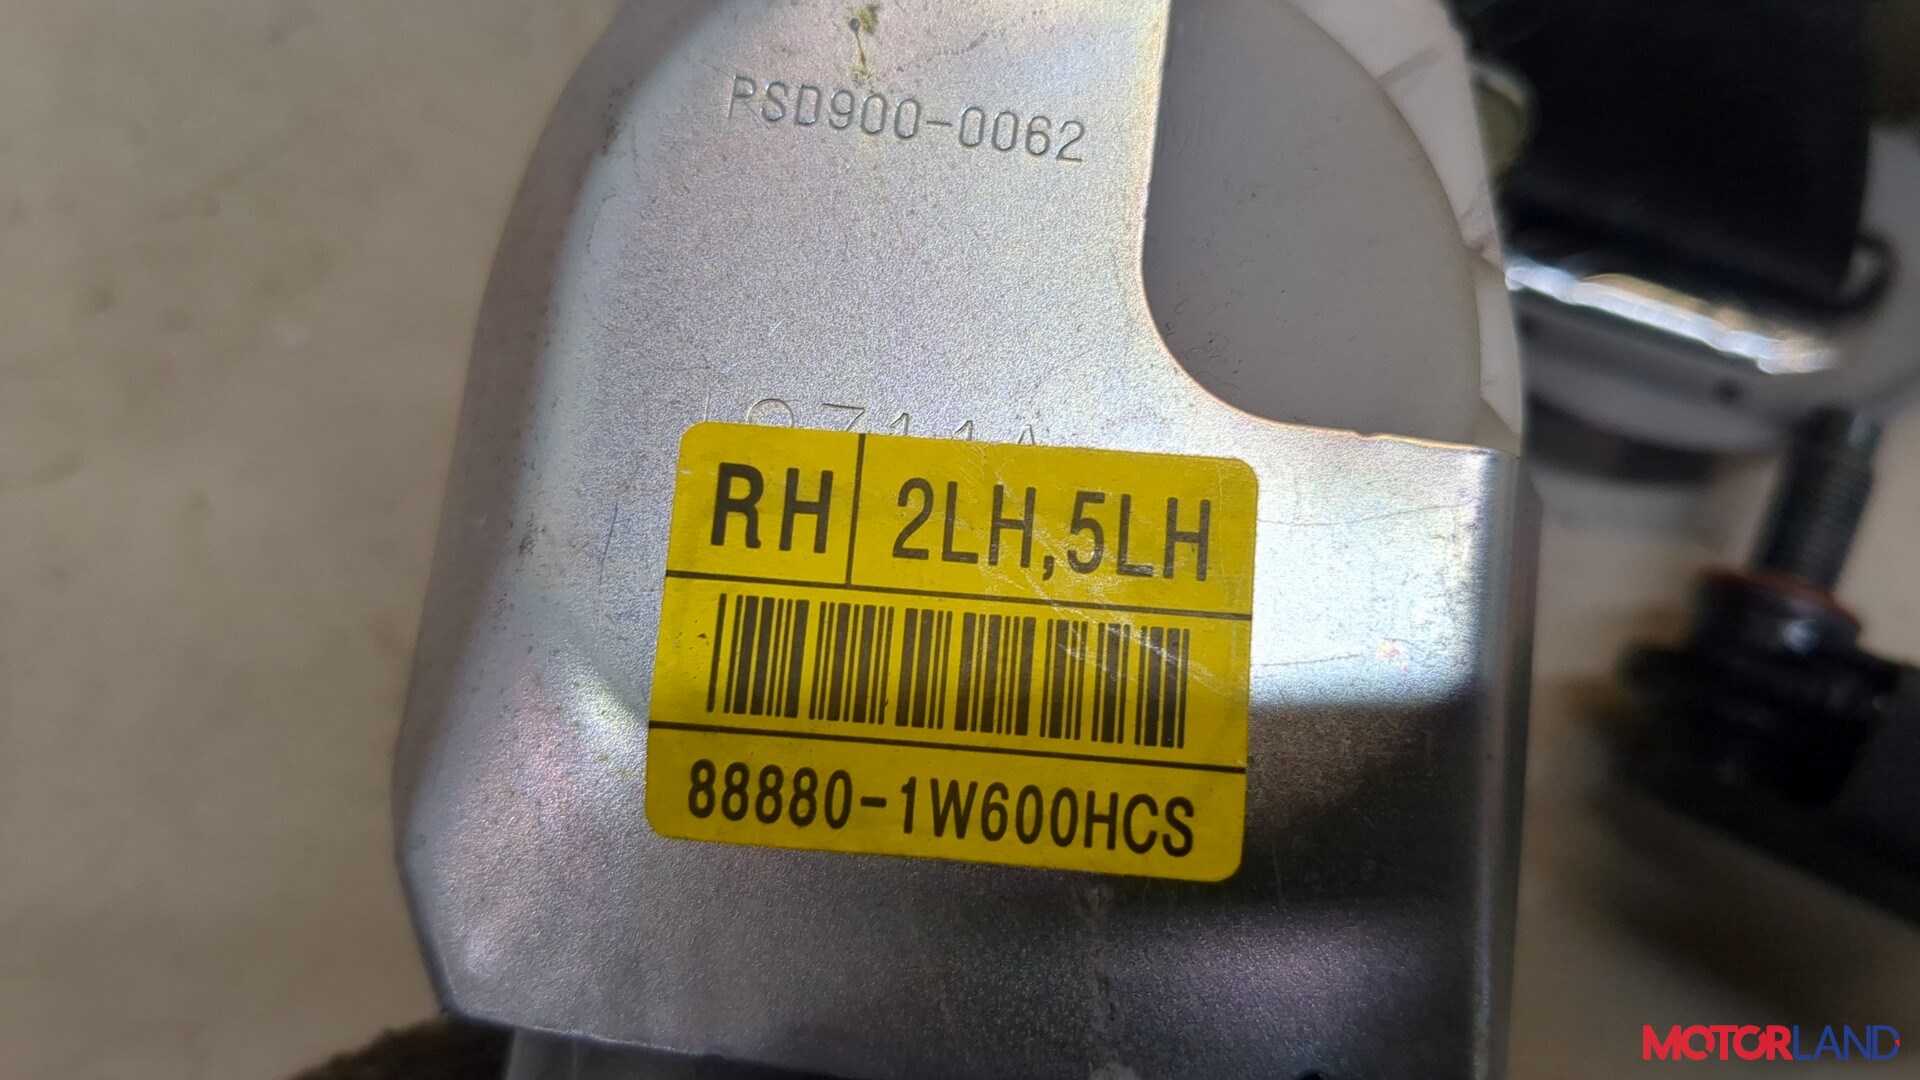 PSD900-0062
RH 2LH,5LH
88880-1W600HCS
MOTORLAND